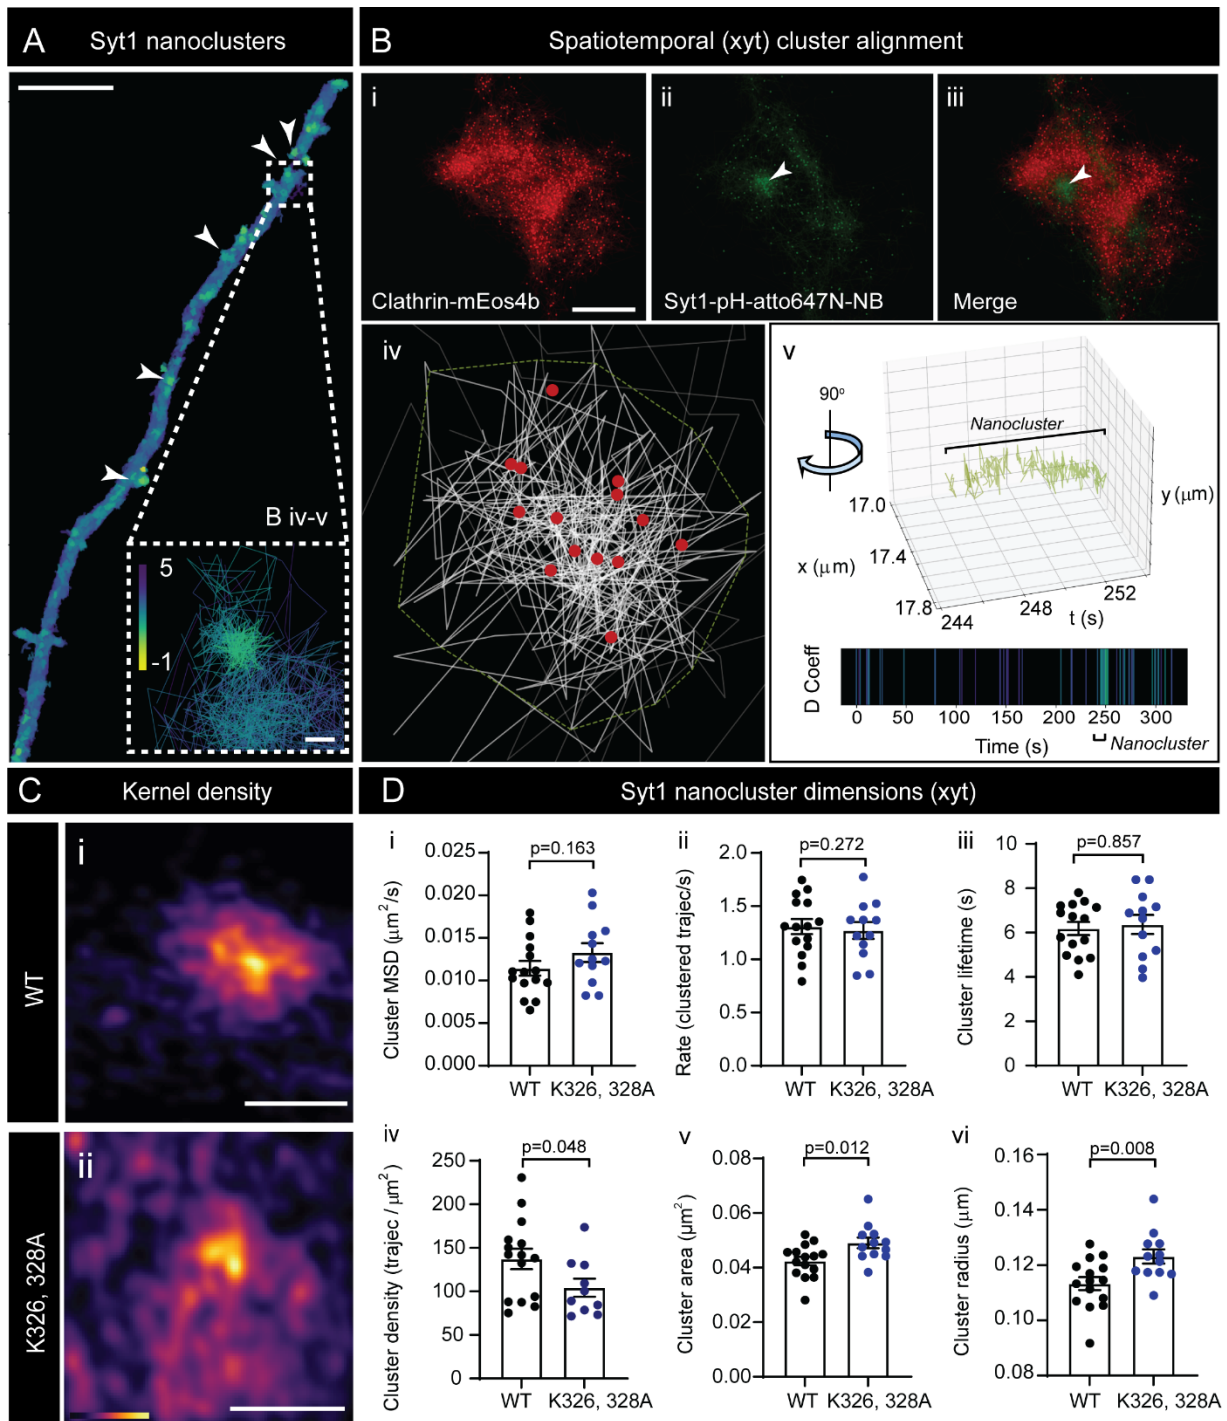 A Syt1 nanoclusters
B iv-v
5
-1
B Spatiotemporal (xyt) cluster alignment
i
Clathrin-mEos4b
ii
Syt1-pH-atto647N-NB
iii
Merge
iv
v
90o
Nanocluster
17.0
17.4
17.8
x (μm)
y (μm)
244
248
252
t (s)
D Coeff
0 50 100 150 200 250 300
Time (s)
Nanocluster
C Kernel density
WT
i
K326, 328A
ii
D Syt1 nanocluster dimensions (xyt)
i
p=0.163
Cluster MSD (μm2/s)
0.025
0.020
0.015
0.010
0.005
0.000
WT K326, 328A
ii
p=0.272
Rate (clustered trajec/s)
2.0
1.5
1.0
0.5
0.0
WT K326, 328A
iii
p=0.857
Cluster lifetime (s)
10
8
6
4
2
0
WT K326, 328A
iv
p=0.048
Cluster density (trajec / μm2)
250
200
150
100
50
0
WT K326, 328A
v
p=0.012
Cluster area (μm2)
0.08
0.06
0.04
0.02
0.00
WT K326, 328A
vi
p=0.008
Cluster radius (μm)
0.16
0.14
0.12
0.10
0.08
WT K326, 328A